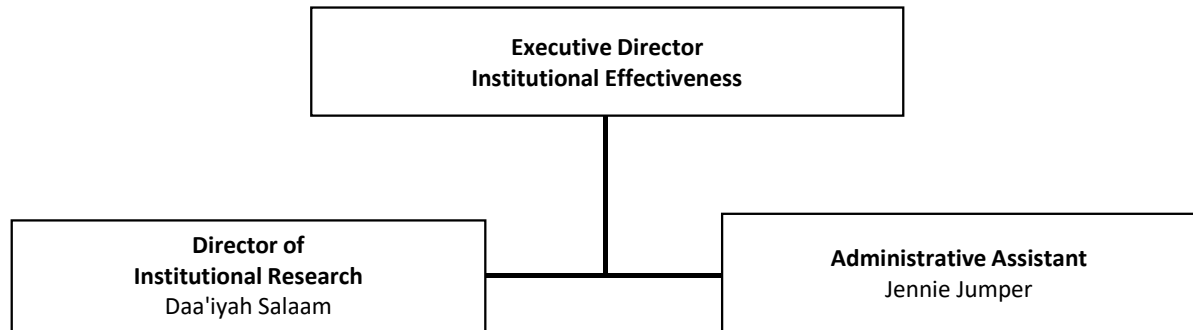 Executive Director
Institutional Effectiveness
Director of
Institutional Research
Daa'iyah Salaam
Administrative Assistant
Jennie Jumper